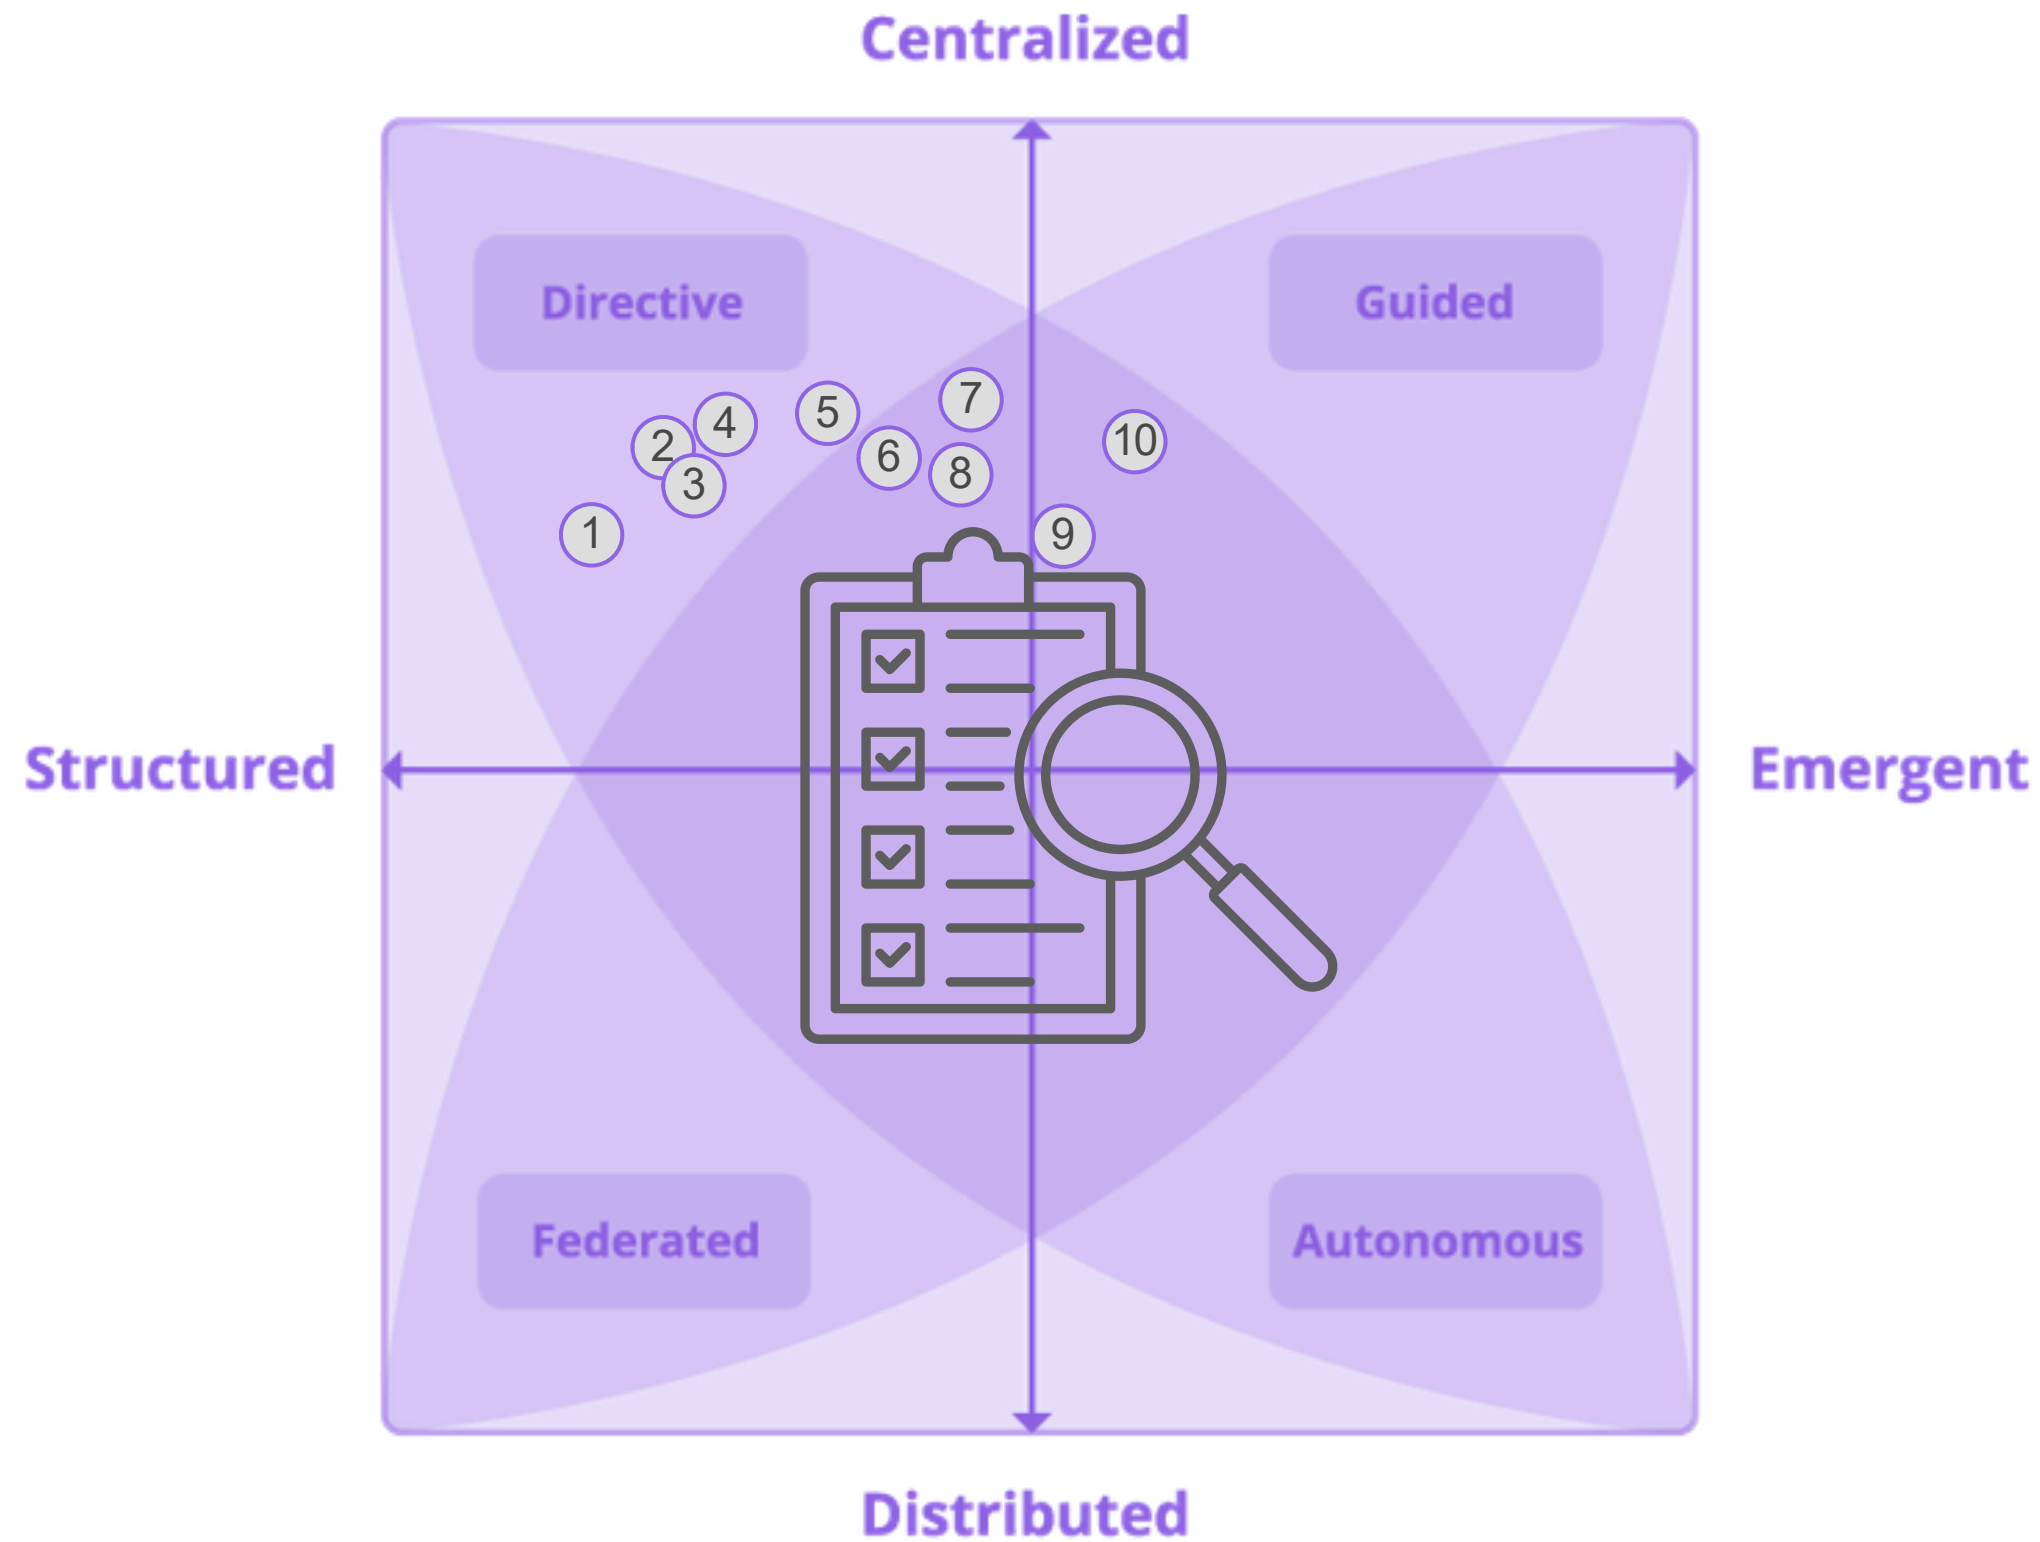 Centralized
Directive
Guided
7
5
4
10
2
6
8
3
1
9
Structured
Emergent
Federated
Autonomous
Distributed